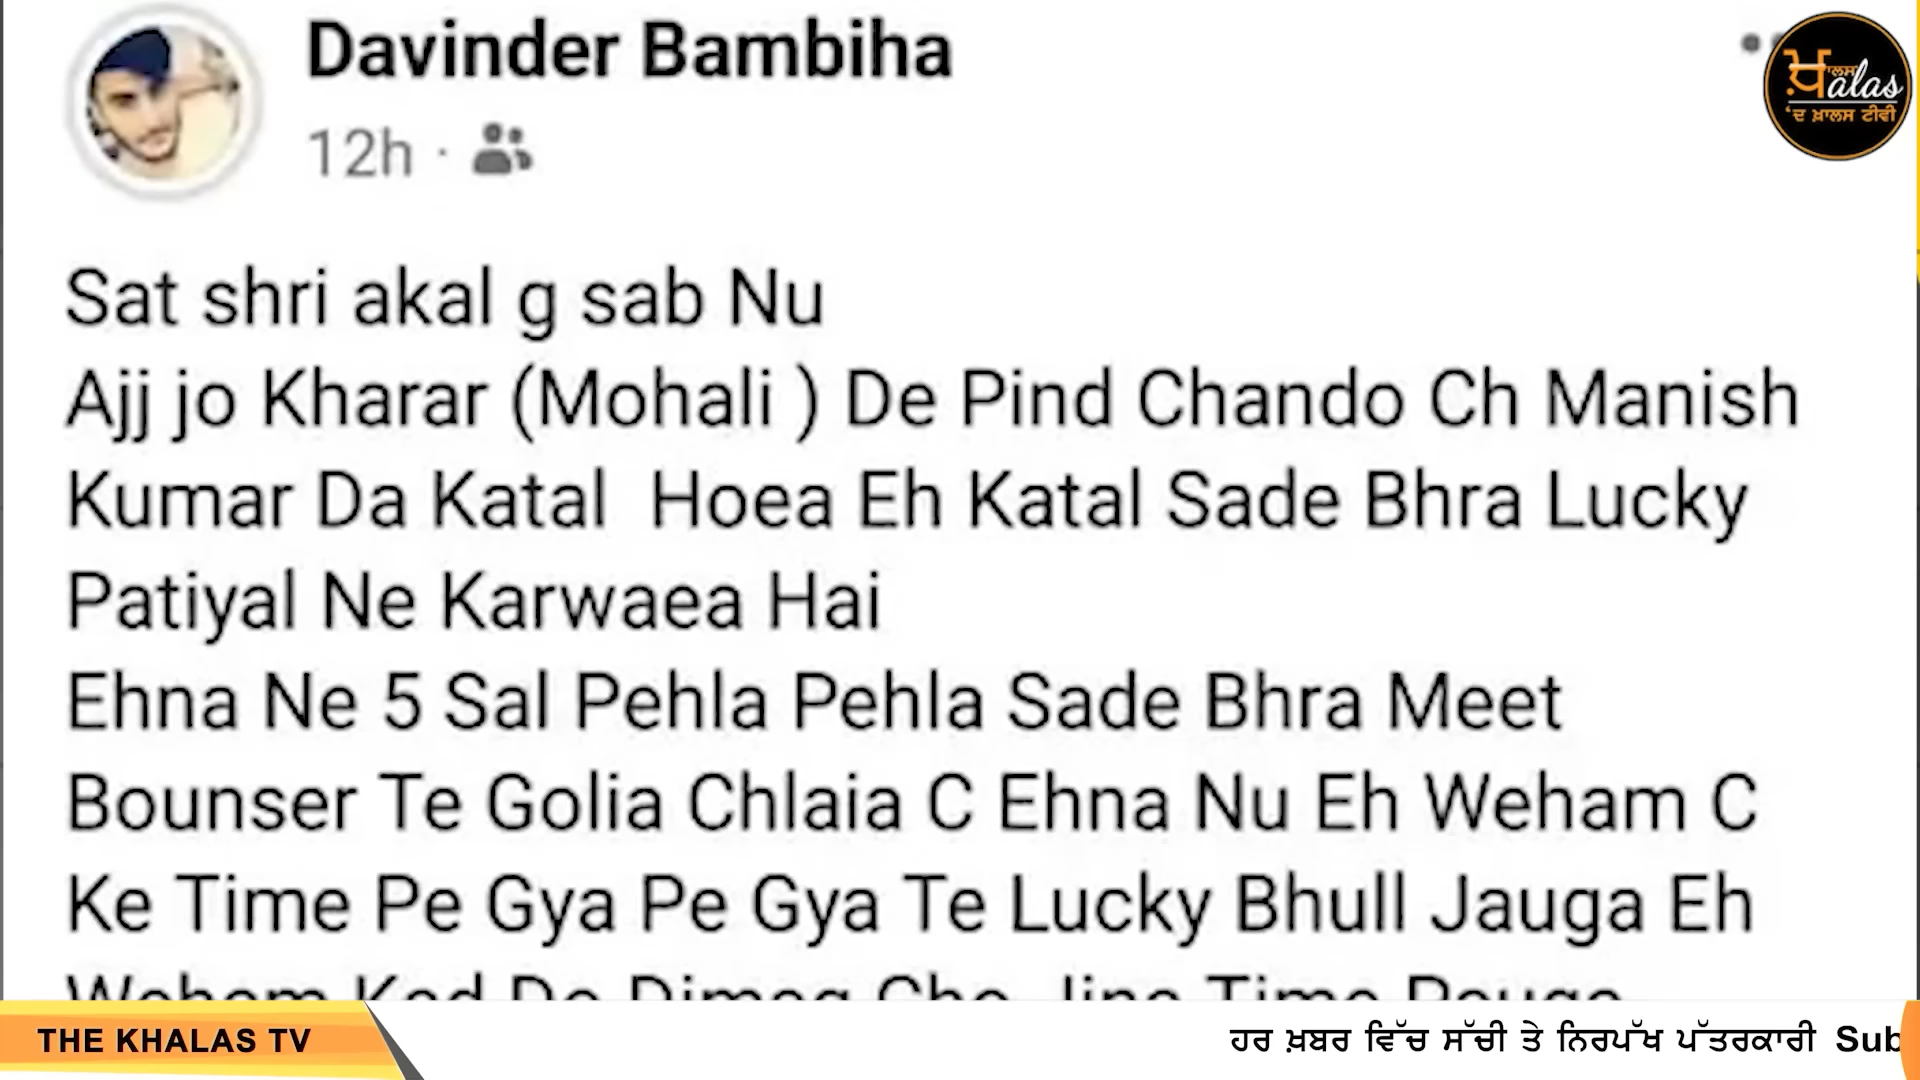 Davinder Bambiha
12h ·
ਖ਼ਾਲਸ alas
'ਦ ਖ਼ਾਲਸ ਟੀਵੀ
Sat shri akal g sab Nu
Ajj jo Kharar (Mohali ) De Pind Chando Ch Manish
Kumar Da Katal Hoea Eh Katal Sade Bhra Lucky
Patiyal Ne Karwaea Hai
Ehna Ne 5 Sal Pehla Pehla Sade Bhra Meet
Bounser Te Golia Chlaia C Ehna Nu Eh Weham C
Ke Time Pe Gya Pe Gya Te Lucky Bhull Jauga Eh
THE KHALAS TV
ਹਰ ਖ਼ਬਰ ਵਿੱਚ ਸੱਚੀ ਤੇ ਨਿਰਪੱਖ ਪੱਤਰਕਾਰੀ Sub